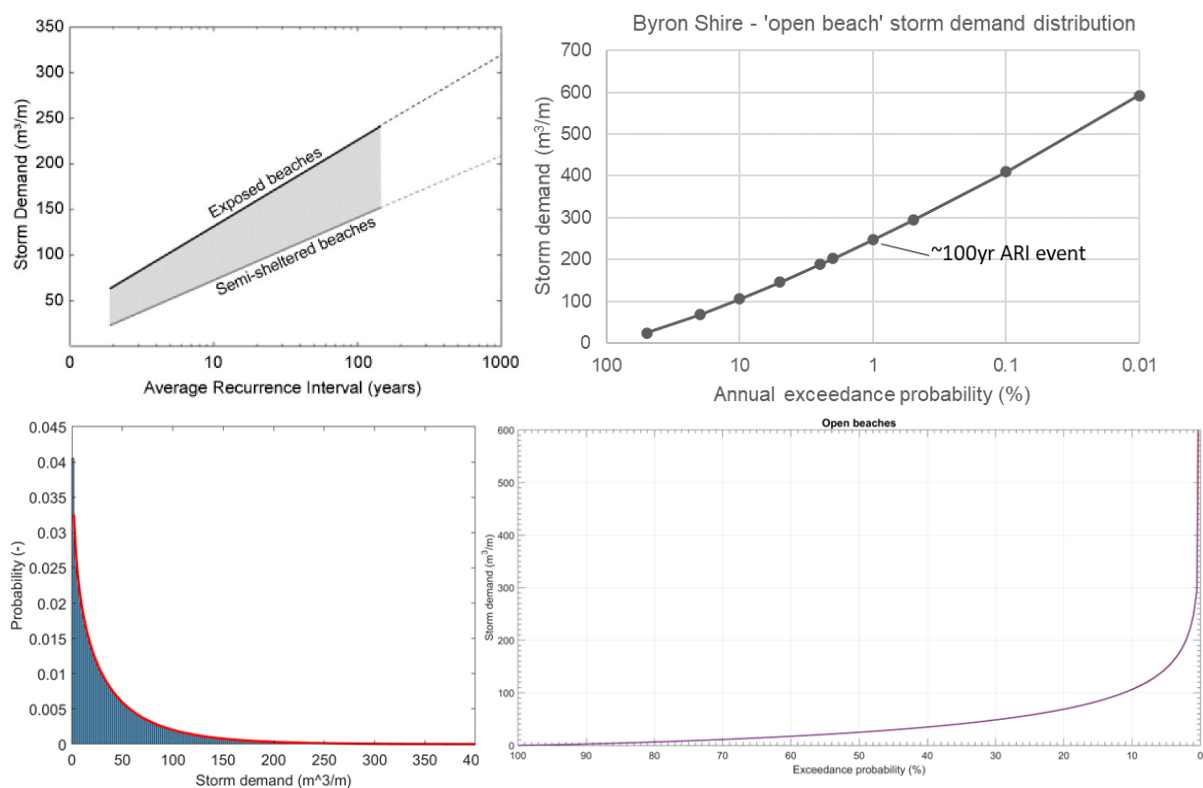 350
300
250
200
150
100
50
Storm Demand (m³/m)
Exposed beaches
Semi-sheltered beaches
0 10 100 1000
Average Recurrence Interval (years)
Byron Shire - 'open beach' storm demand distribution
700
600
500
400
300
200
100
0
Storm demand (m³/m)
~100yr ARI event
100 10 1 0.1 0.01
Annual exceedance probability (%)
0.045
0.04
0.035
0.03
0.025
0.02
0.015
0.01
0.005
0
Probability (-)
0 50 100 150 200 250 300 350 40
Storm demand (m^3/m)
Open beaches
600
500
400
300
200
100
0
Storm demand (m³/m)
100 90 80 70 60 50 40 30 20 10 0
Exceedance probability (%)